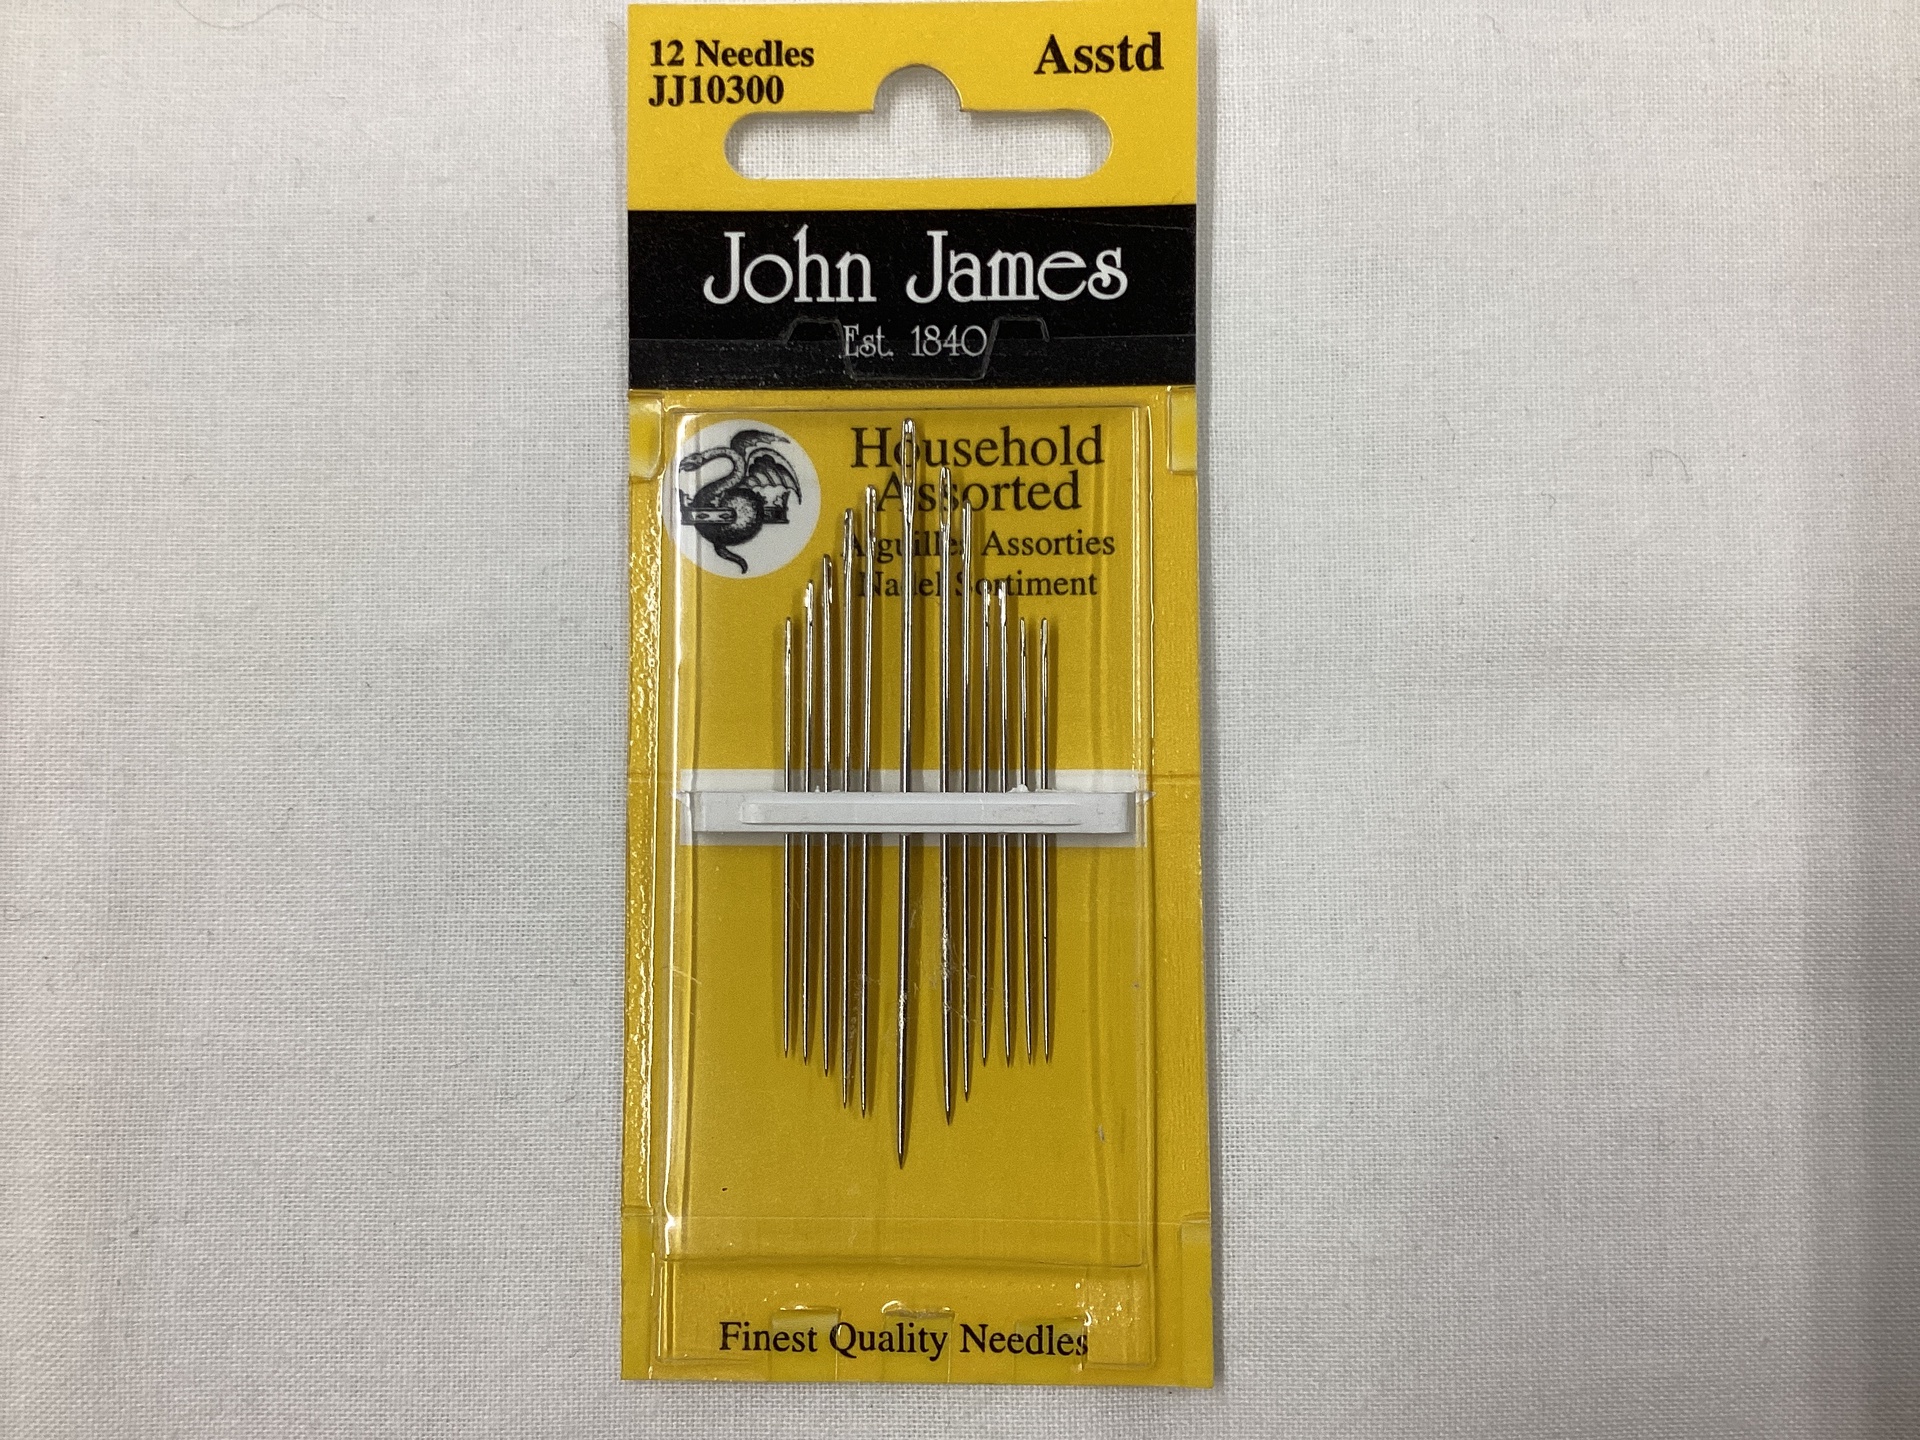 12 Needles
JJ10300
Asstd
John James
Est. 1840
Household
Assorted
Aiguilles Assorties
Nadel Sortiment
Finest Quality Needles